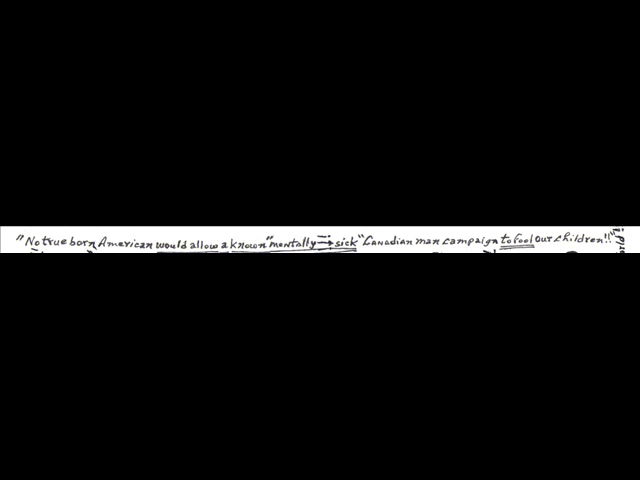 "No true born American would allow a known "mentally → sick" Canadian man campaign to fool our children!!"